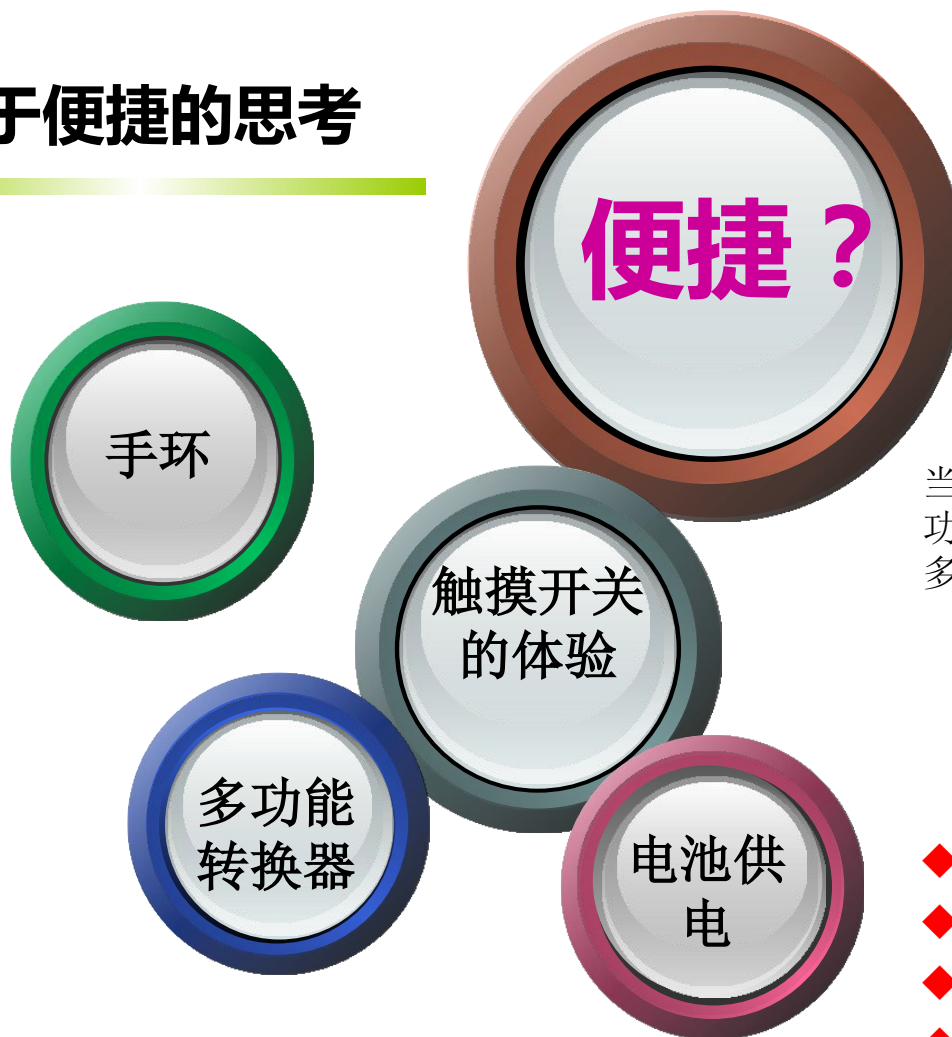 于便捷的思考
便捷？
手环
当
功
多
触摸开关
的体验
多功能
转换器
电池供
电